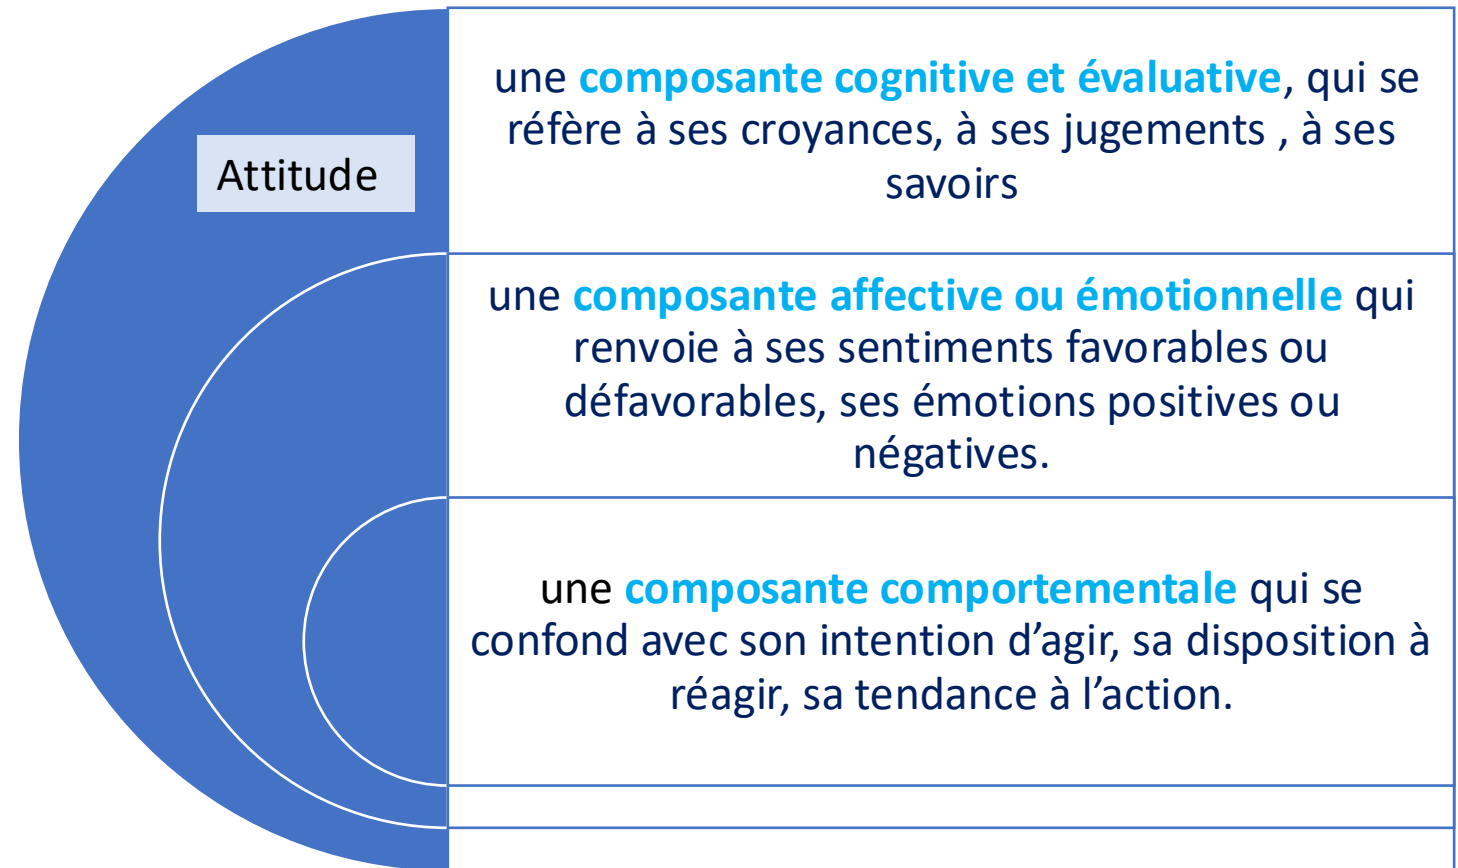 Attitude
une composante cognitive et évaluative, qui se
réfère à ses croyances, à ses jugements , à ses
savoirs
une composante affective ou émotionnelle qui
renvoie à ses sentiments favorables ou
défavorables, ses émotions positives ou
négatives.
une composante comportementale qui se
confond avec son intention d’agir, sa disposition à
réagir, sa tendance à l’action.